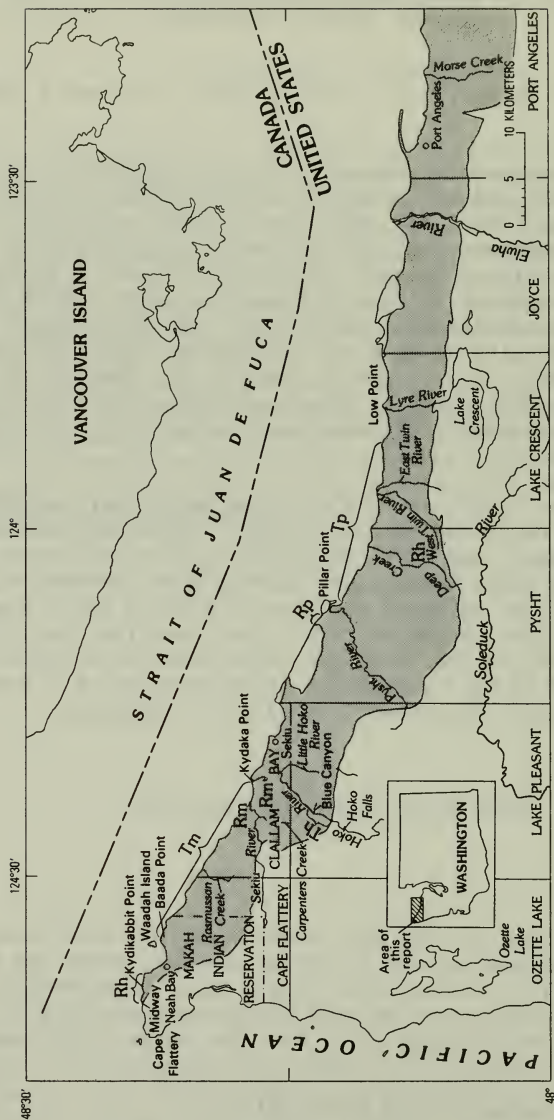 48°30'
124°30'
124°
123°30'
VANCOUVER ISLAND
CANADA
UNITED STATES
STRAIT OF JUAN DE FUCA
Rh
Kydikabbit Point
Waadah Island
Baada Point
Tm
Kydaka Point
Cape
Flattery
Midway
Neah Bay
MAKAH
INDIAN
RESERVATION
Rasmusson
Creek
Sekiu
River
Rm
Rm'
CLALLAM
BAY
Sekiu
Little Hoko
River
CAPE FLATTERY
Carpenters Creek
Th
River
Blue Canyon
Hoko
Hoko
Falls
Rp
Pillar Point
Tp
Pysht
River
Deep
Creek
Rh
West
Twin River
East Twin
River
Low Point
Lyre River
Lake
Crescent
Elwha
River
Port Angeles
Morse Creek
0 5 10 KILOMETERS
Soleduck
River
PACIFIC OCEAN
Ozette
Lake
Area of
this
report
WASHINGTON
OZETTE LAKE
LAKE PLEASANT
PYSHT
LAKE CRESCENT
JOYCE
PORT ANGELES
48°